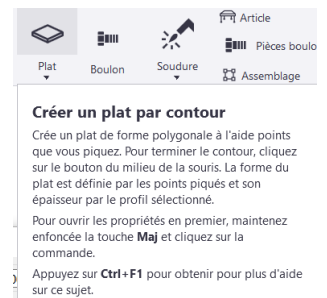 Article
Pièces boulo
Plat
Boulon
Soudure
Assemblage
Créer un plat par contour
Crée un plat de forme polygonale à l'aide points
que vous piquez. Pour terminer le contour, cliquez
sur le bouton du milieu de la souris. La forme du
plat est définie par les points piqués et son
épaisseur par le profil sélectionné.
Pour ouvrir les propriétés en premier, maintenez
enfoncée la touche Maj et cliquez sur la
commande.
Appuyez sur Ctrl+F1 pour obtenir pour plus d'aide
sur ce sujet.